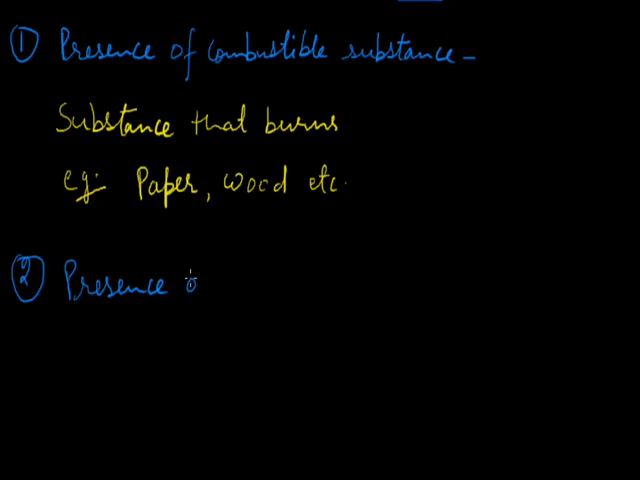 ① Presence of combustible substance -
Substance that burns
eg: Paper, wood etc.
② Presence o